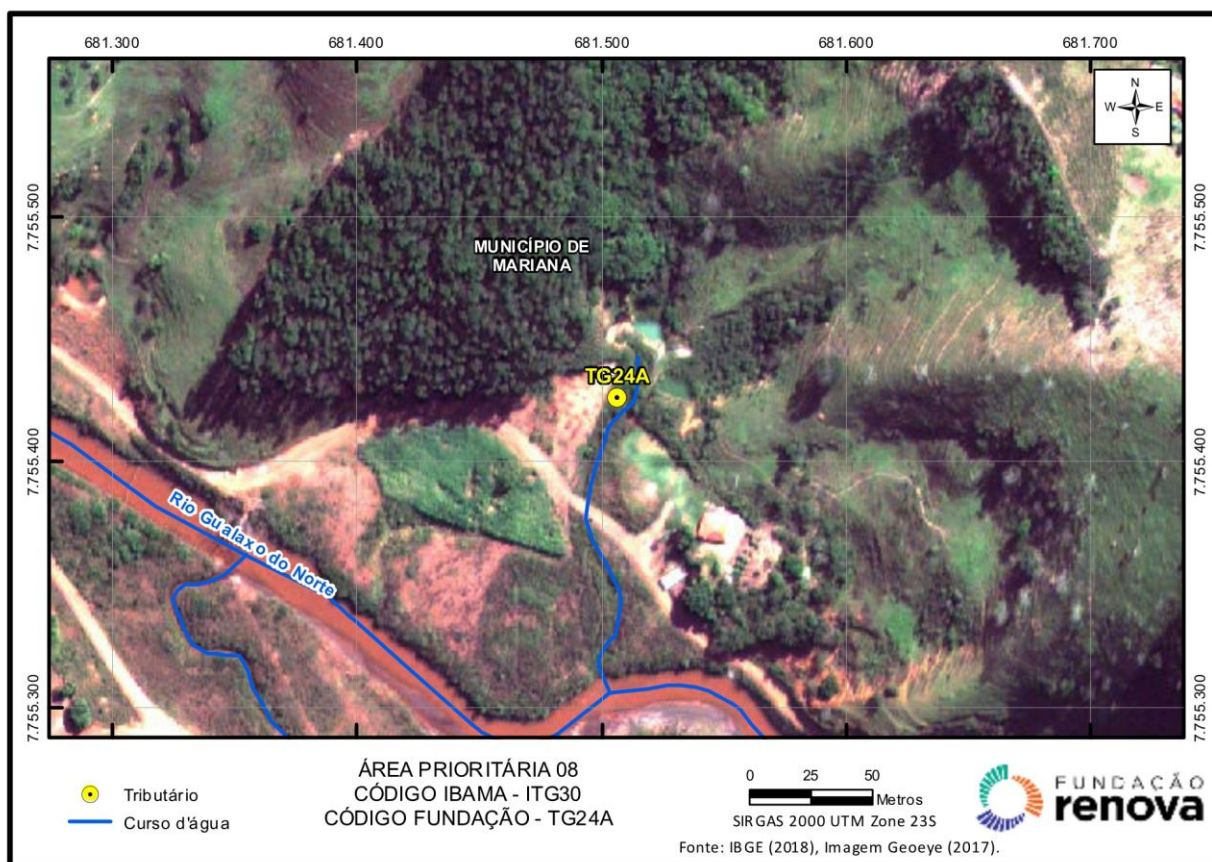 681.300 681.400 681.500 681.600 681.700
N
W E
S
7.755.500 7.755.500
MUNICÍPIO DE
MARIANA
TG24A
7.755.400 7.755.400
Rio Gualaxo do Norte
7.755.300 7.755.300
Tributário
Curso d'água
ÁREA PRIORITÁRIA 08
CÓDIGO IBAMA - ITG30
CÓDIGO FUNDAÇÃO - TG24A
0 25 50
Metros
SIRGAS 2000 UTM Zone 23S
Fonte: IBGE (2018), Imagem Geoeye (2017).
FUNDAÇÃO
renova